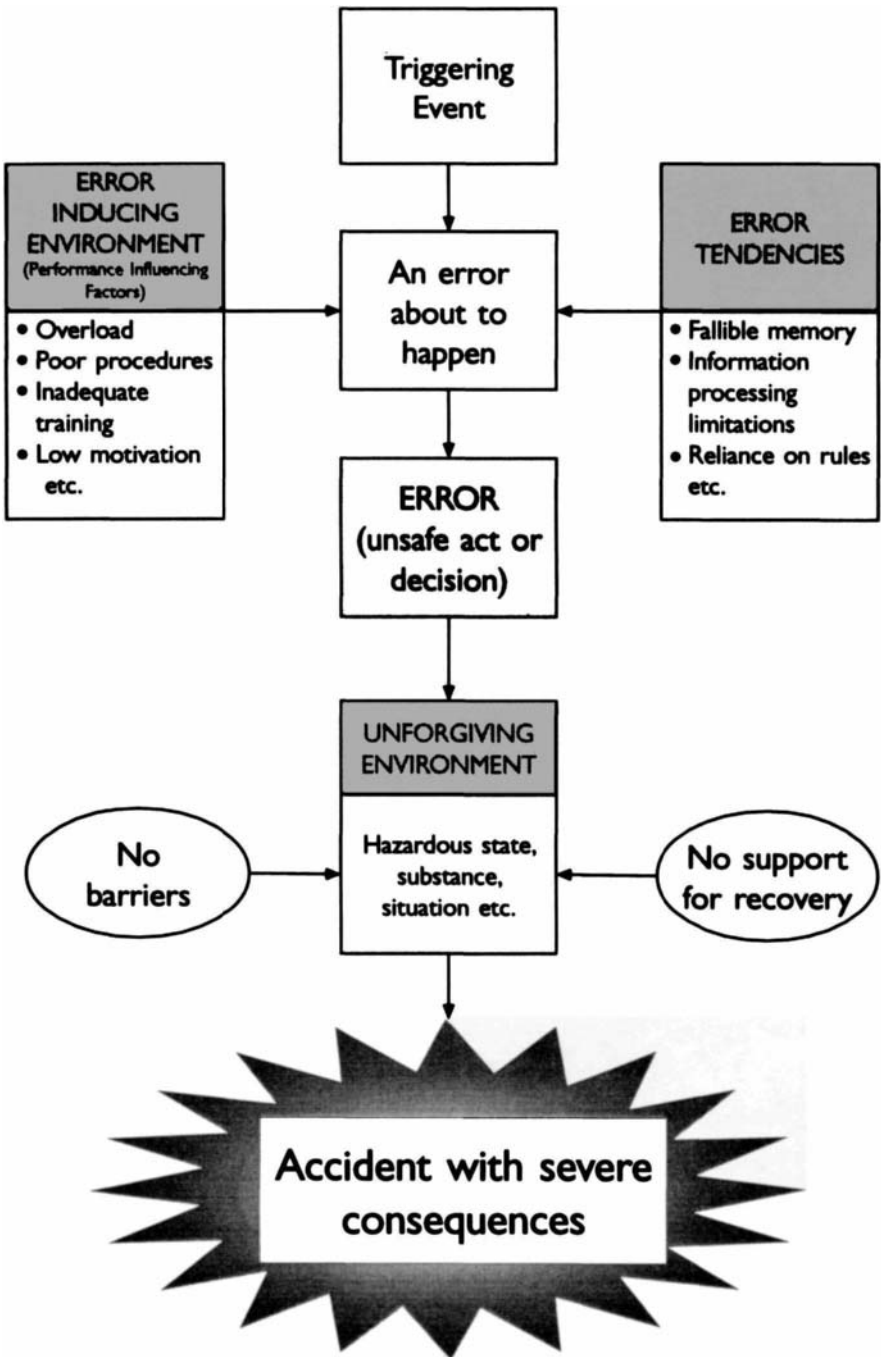 Triggering
Event
ERROR
INDUCING
ENVIRONMENT
(Performance Influencing
Factors)
• Overload
• Poor procedures
• Inadequate
training
• Low motivation
etc.
An error
about to
happen
ERROR
TENDENCIES
• Fallible memory
• Information
processing
limitations
• Reliance on rules
etc.
ERROR
(unsafe act or
decision)
UNFORGIVING
ENVIRONMENT
Hazardous state,
substance,
situation etc.
No
barriers
No support
for recovery
Accident with severe
consequences